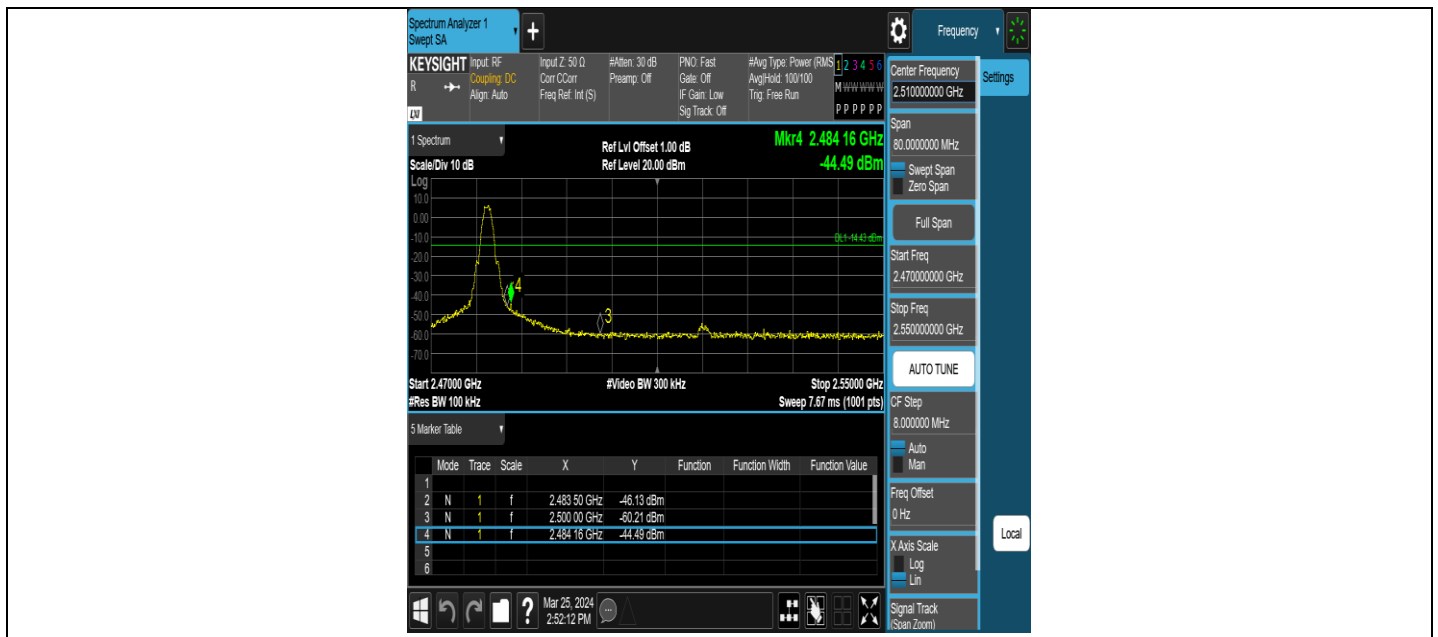 Spectrum Analyzer 1
Swept SA
+
Frequency
KEYSIGHT
R
LXI
Input: RF
Coupling: DC
Align: Auto
Input Z: 50 Ω
Corr CCorr
Freq Ref: Int (S)
#Atten: 30 dB
Preamp: Off
PNO: Fast
Gate: Off
IF Gain: Low
Sig Track: Off
#Avg Type: Power (RMS
Avg|Hold: 100/100
Trig: Free Run
1 2 3 4 5 6
M W W W W W
P P P P P P
1 Spectrum
Scale/Div 10 dB
Ref Lvl Offset 1.00 dB
Ref Level 20.00 dBm
Mkr4 2.484 16 GHz
-44.49 dBm
Log
10.0
0.00
-10.0
-20.0
-30.0
-40.0
-50.0
-60.0
-70.0
DL1 -14.43 dBm
4
3
Start 2.47000 GHz
#Video BW 300 kHz
Stop 2.55000 GHz
#Res BW 100 kHz
Sweep 7.67 ms (1001 pts)
5 Marker Table
Mode Trace Scale X Y Function Function Width Function Value
1
2 N 1 f 2.483 50 GHz -46.13 dBm
3 N 1 f 2.500 00 GHz -60.21 dBm
4 N 1 f 2.484 16 GHz -44.49 dBm
5
6
?
Mar 25, 2024
2:52:12 PM
Center Frequency
2.510000000 GHz
Settings
Span
80.0000000 MHz
Swept Span
Zero Span
Full Span
Start Freq
2.470000000 GHz
Stop Freq
2.550000000 GHz
AUTO TUNE
CF Step
8.000000 MHz
Auto
Man
Freq Offset
0 Hz
X Axis Scale
Log
Lin
Local
Signal Track
(Span Zoom)